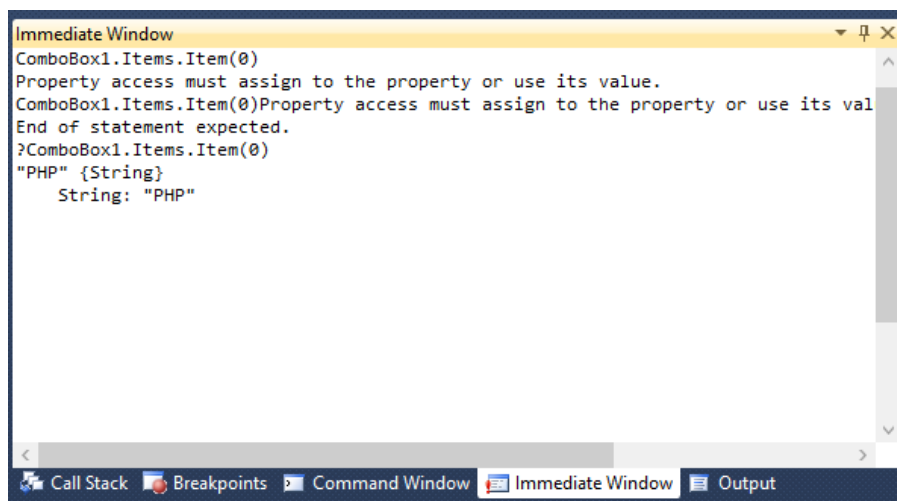 Immediate Window
ComboBox1.Items.Item(0)
Property access must assign to the property or use its value.
ComboBox1.Items.Item(0)Property access must assign to the property or use its val
End of statement expected.
?ComboBox1.Items.Item(0)
"PHP" {String}
    String: "PHP"
Call Stack Breakpoints Command Window Immediate Window Output